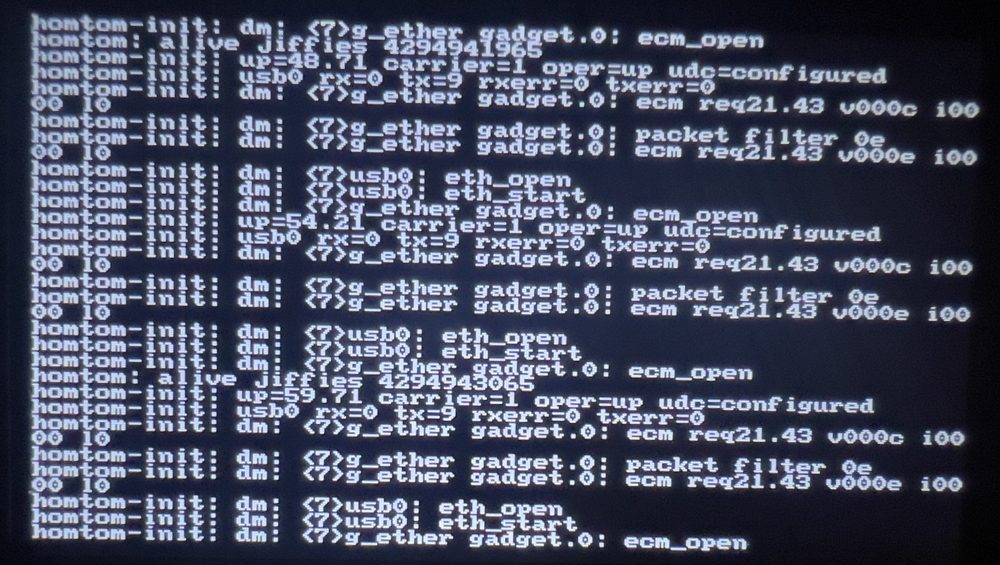 homtom-init: dm: <7>g_ether gadget.0: ecm_open
homtom: alive Jiffies 4294941965
homtom-init: up=48.71 carrier=1 oper=up udc=configured
homtom-init: usb0 rx=0 tx=9 rxerr=0 txerr=0
homtom-init: dm: <7>g_ether gadget.0: ecm req21.43 v000c i00
00 l0
homtom-init: dm: <7>g_ether gadget.0: packet filter 0e
homtom-init: dm: <7>g_ether gadget.0: ecm req21.43 v000e i00
00 l0
homtom-init: dm: <7>usb0: eth_open
homtom-init: dm: <7>usb0: eth_start
homtom-init: dm: <7>g_ether gadget.0: ecm_open
homtom-init: up=54.21 carrier=1 oper=up udc=configured
homtom-init: usb0 rx=0 tx=9 rxerr=0 txerr=0
homtom-init: dm: <7>g_ether gadget.0: ecm req21.43 v000c i00
00 l0
homtom-init: dm: <7>g_ether gadget.0: packet filter 0e
homtom-init: dm: <7>g_ether gadget.0: ecm req21.43 v000e i00
00 l0
homtom-init: dm: <7>usb0: eth_open
homtom-init: dm: <7>usb0: eth_start
homtom-init: dm: <7>g_ether gadget.0: ecm_open
homtom: alive Jiffies 4294943065
homtom-init: up=59.71 carrier=1 oper=up udc=configured
homtom-init: usb0 rx=0 tx=9 rxerr=0 txerr=0
homtom-init: dm: <7>g_ether gadget.0: ecm req21.43 v000c i00
00 l0
homtom-init: dm: <7>g_ether gadget.0: packet filter 0e
homtom-init: dm: <7>g_ether gadget.0: ecm req21.43 v000e i00
00 l0
homtom-init: dm: <7>usb0: eth_open
homtom-init: dm: <7>usb0: eth_start
homtom-init: dm: <7>g_ether gadget.0: ecm_open